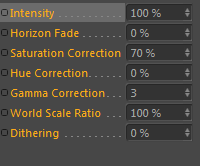 Intensity . . . . . . . . . . . 100 %
Horizon Fade . . . . . . . 0 %
Saturation Correction 70 %
Hue Correction. . . . . . 0 %
Gamma Correction . . 3
World Scale Ratio . . . 100 %
Dithering . . . . . . . . . . . 0 %